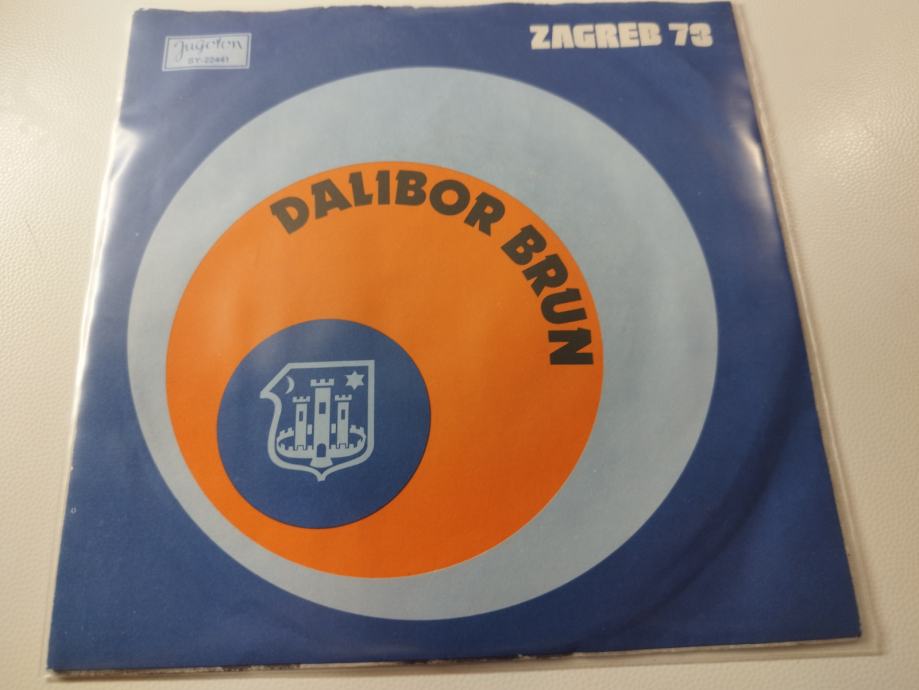 Jugoton
SY-22441
ZAGREB 73
DALIBOR BRUN